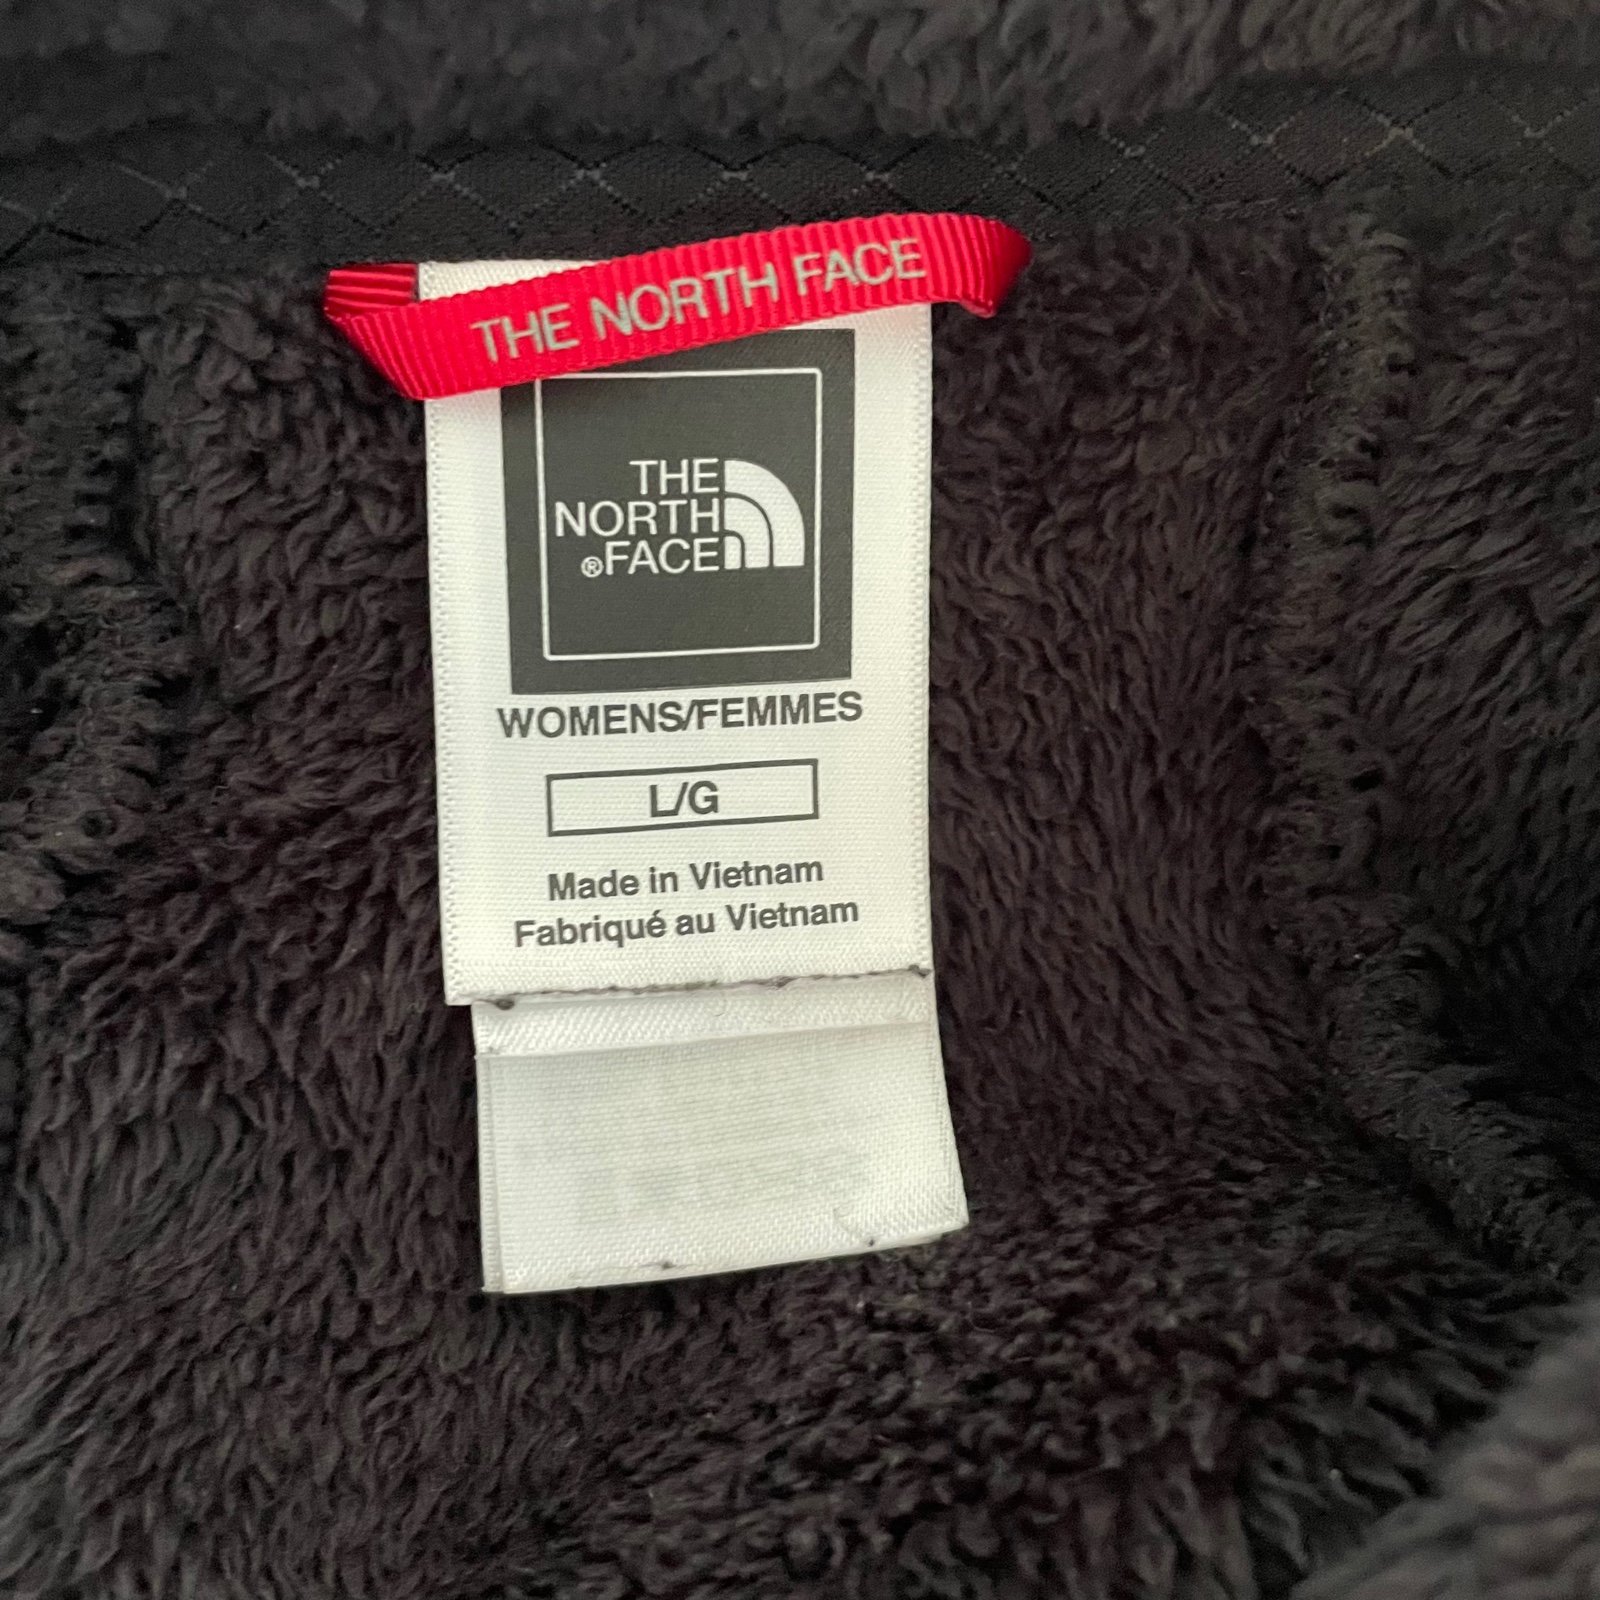 THE NORTH FACE
THE
NORTH
®FACE
WOMENS/FEMMES
L/G
Made in Vietnam
Fabriqué au Vietnam